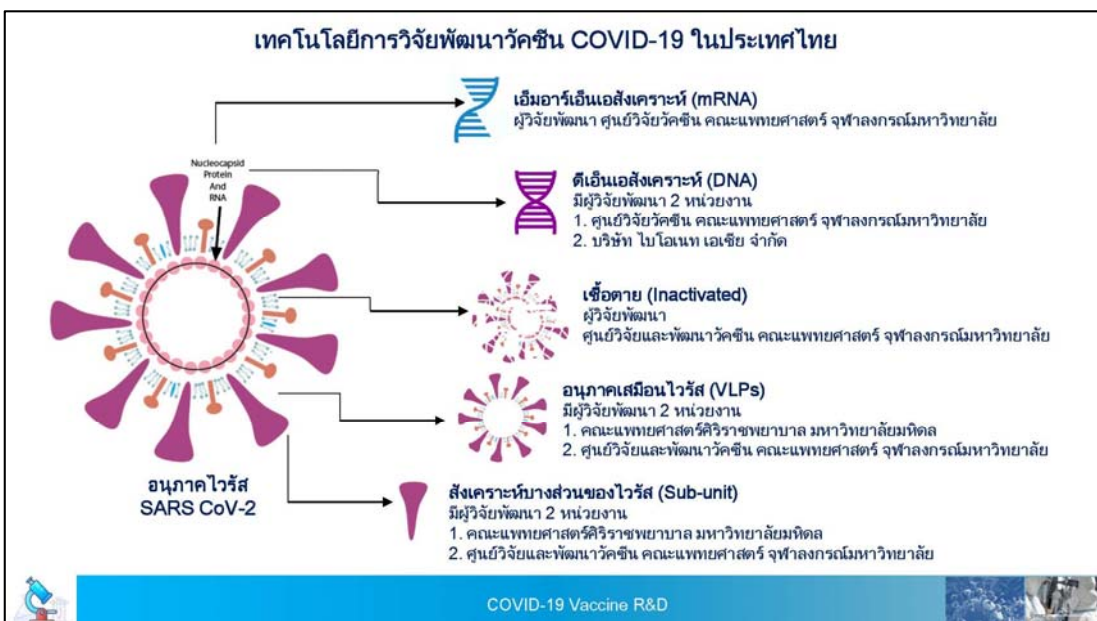 เทคโนโลยีการวิจัยพัฒนาวัคซีน COVID-19 ในประเทศไทย
เอ็มอาร์เอ็นเอสังเคราะห์ (mRNA)
ผู้วิจัยพัฒนา ศูนย์วิจัยวัคซีน คณะแพทยศาสตร์ จุฬาลงกรณ์มหาวิทยาลัย
Nucleocapsid
Protein
And
RNA
ดีเอ็นเอสังเคราะห์ (DNA)
มีผู้วิจัยพัฒนา 2 หน่วยงาน
1. ศูนย์วิจัยวัคซีน คณะแพทยศาสตร์ จุฬาลงกรณ์มหาวิทยาลัย
2. บริษัท ไบโอเนท เอเชีย จำกัด
เชื้อตาย (Inactivated)
ผู้วิจัยพัฒนา
ศูนย์วิจัยและพัฒนาวัคซีน คณะแพทยศาสตร์ จุฬาลงกรณ์มหาวิทยาลัย
อนุภาคเสมือนไวรัส (VLPs)
มีผู้วิจัยพัฒนา 2 หน่วยงาน
1. คณะแพทยศาสตร์ศิริราชพยาบาล มหาวิทยาลัยมหิดล
2. ศูนย์วิจัยและพัฒนาวัคซีน คณะแพทยศาสตร์ จุฬาลงกรณ์มหาวิทยาลัย
อนุภาคไวรัส
SARS CoV-2
สังเคราะห์บางส่วนของไวรัส (Sub-unit)
มีผู้วิจัยพัฒนา 2 หน่วยงาน
1. คณะแพทยศาสตร์ศิริราชพยาบาล มหาวิทยาลัยมหิดล
2. ศูนย์วิจัยและพัฒนาวัคซีน คณะแพทยศาสตร์ จุฬาลงกรณ์มหาวิทยาลัย
COVID-19 Vaccine R&D